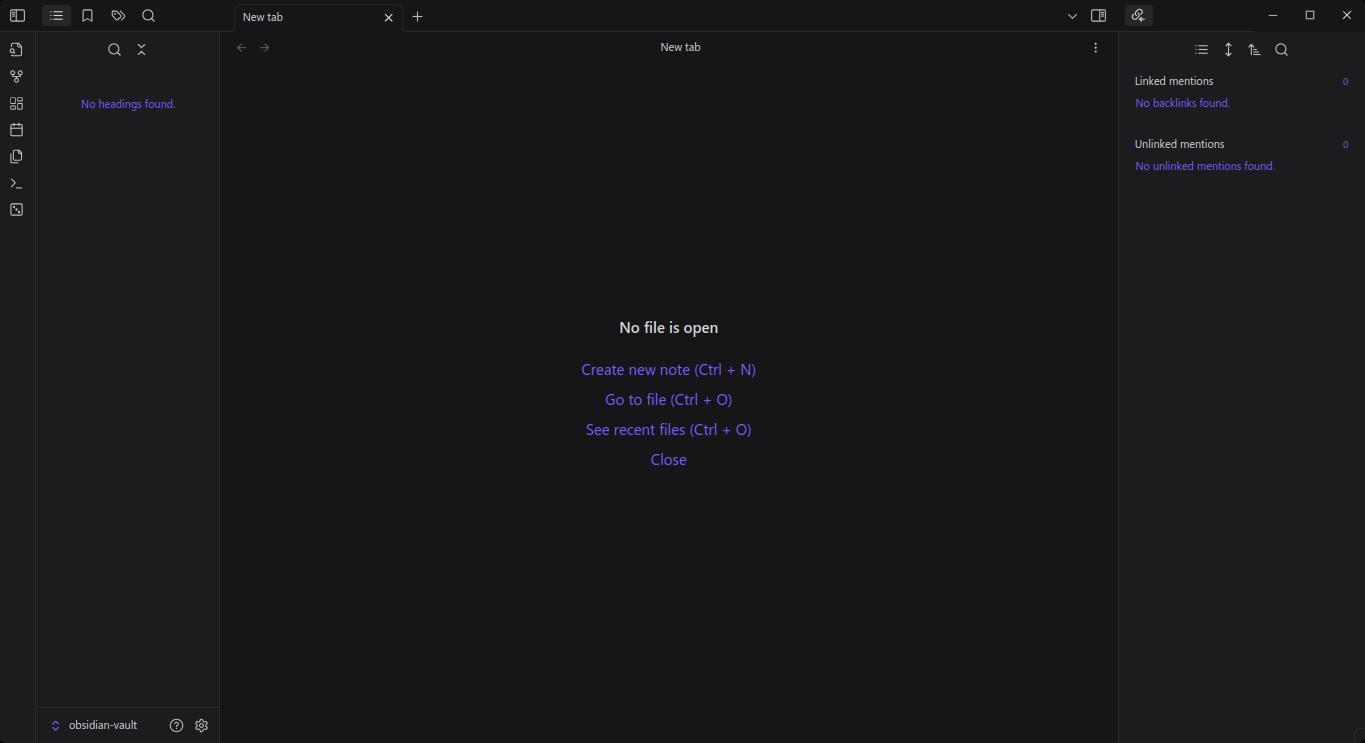 New tab
New tab
No headings found.
Linked mentions 0
No backlinks found.
Unlinked mentions 0
No unlinked mentions found.
No file is open
Create new note (Ctrl + N)
Go to file (Ctrl + O)
See recent files (Ctrl + O)
Close
obsidian-vault